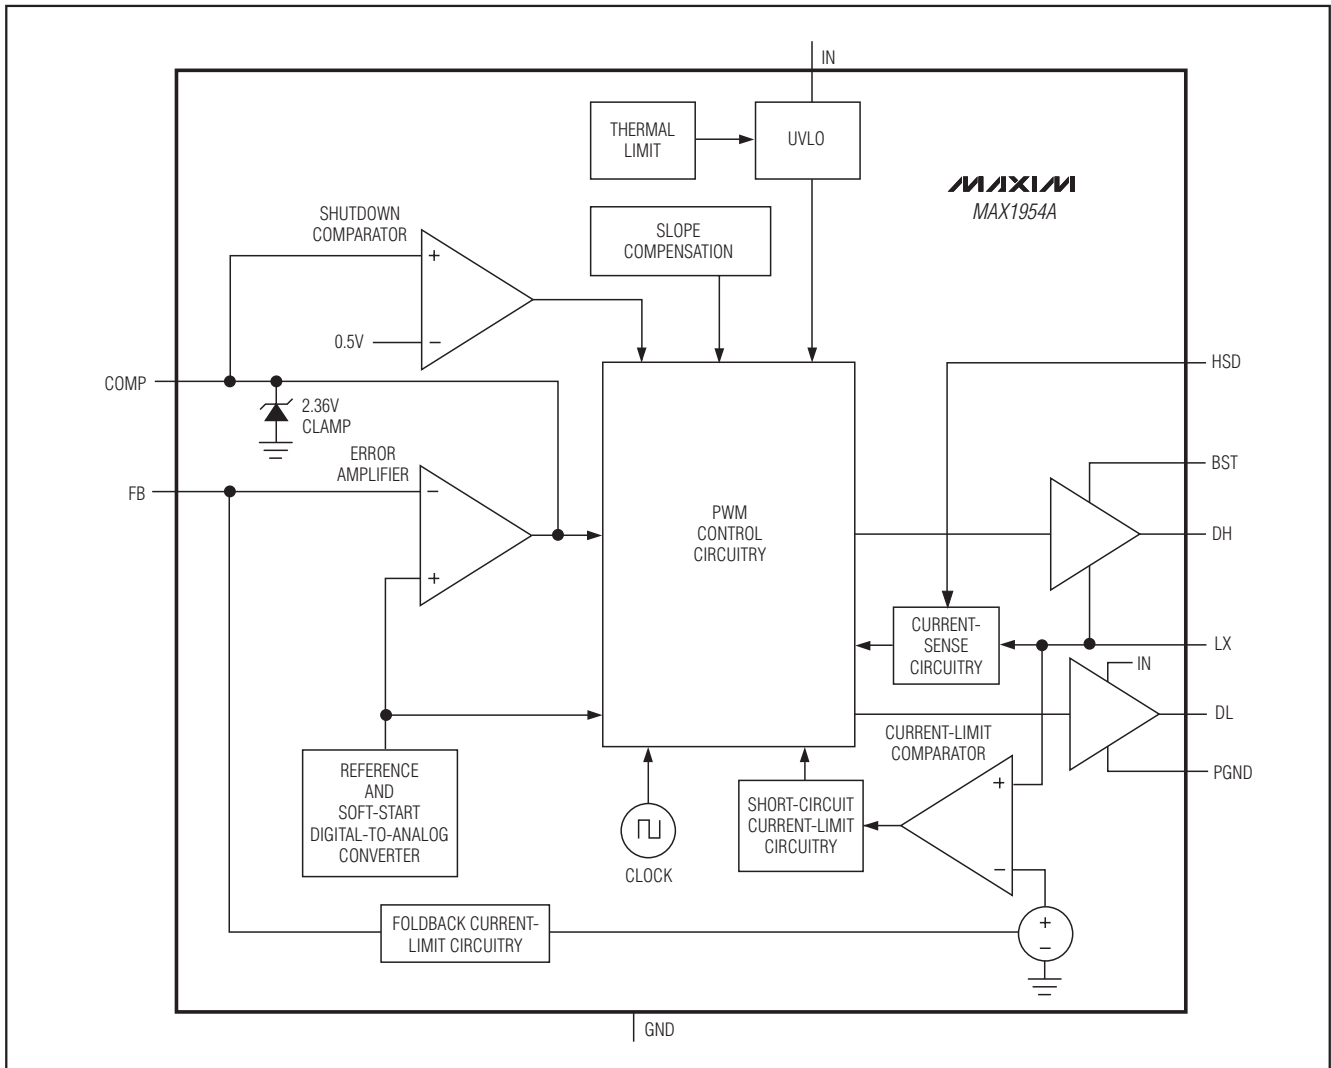 IN
THERMAL
LIMIT
UVLO
MAXIM
MAX1954A
SHUTDOWN
COMPARATOR
SLOPE
COMPENSATION
+
0.5V
−
COMP
2.36V
CLAMP
HSD
ERROR
AMPLIFIER
BST
FB
−
PWM
CONTROL
CIRCUITRY
DH
+
CURRENT-
SENSE
CIRCUITRY
LX
IN
DL
CURRENT-LIMIT
COMPARATOR
PGND
REFERENCE
AND
SOFT-START
DIGITAL-TO-ANALOG
CONVERTER
CLOCK
SHORT-CIRCUIT
CURRENT-LIMIT
CIRCUITRY
+
−
FOLDBACK CURRENT-
LIMIT CIRCUITRY
+
−
GND